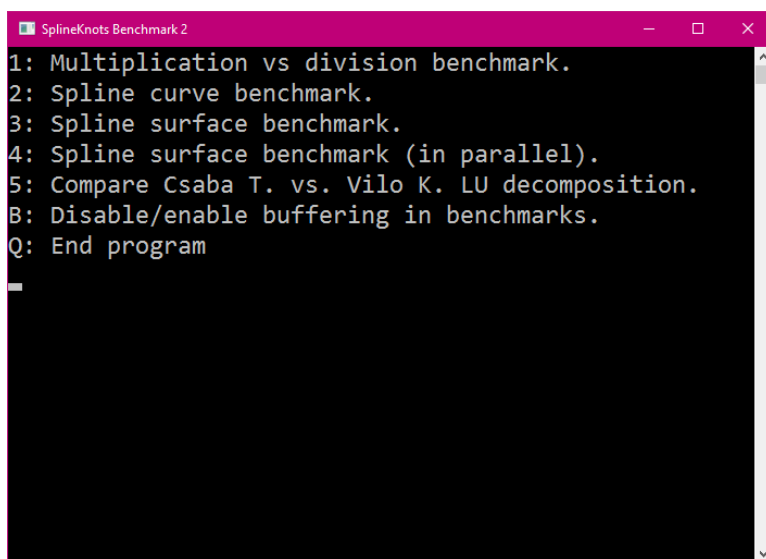 SplineKnots Benchmark 2
1: Multiplication vs division benchmark.
2: Spline curve benchmark.
3: Spline surface benchmark.
4: Spline surface benchmark (in parallel).
5: Compare Csaba T. vs. Vilo K. LU decomposition.
B: Disable/enable buffering in benchmarks.
Q: End program